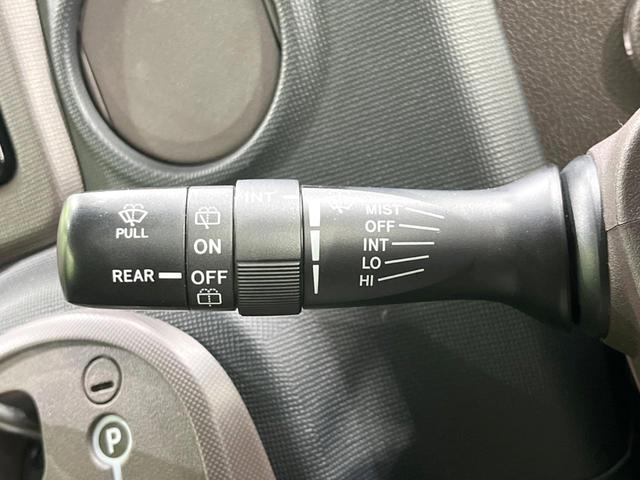 PULL
REAR
ON
OFF
INT
MIST
OFF
INT
LO
HI
P